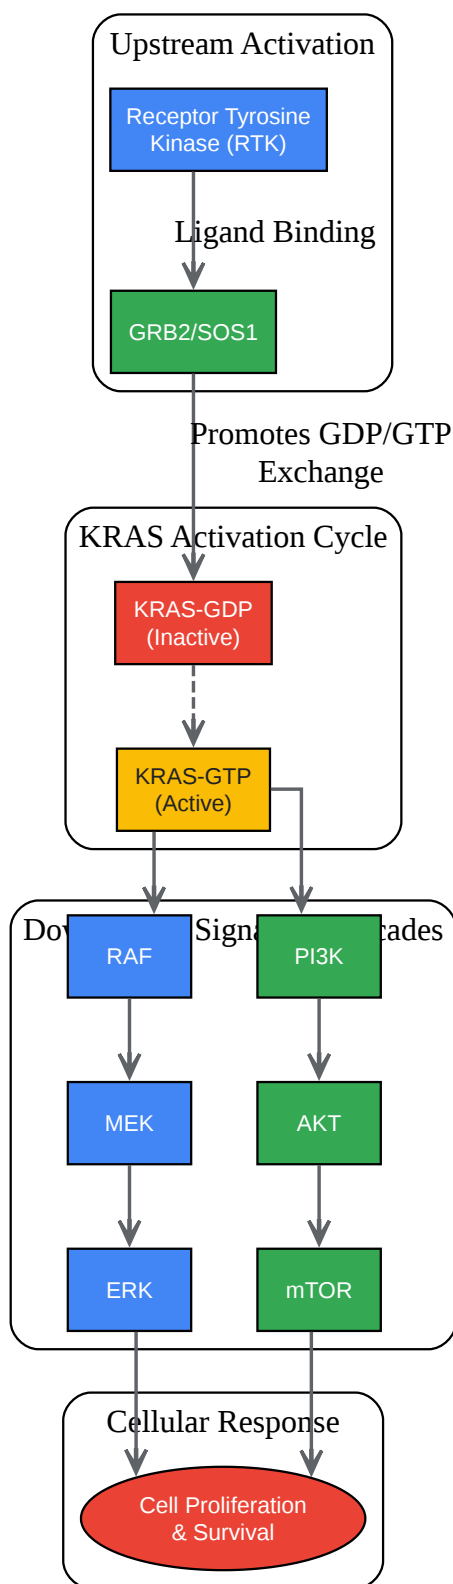 Upstream Activation
Receptor Tyrosine
Kinase (RTK)
Ligand Binding
GRB2/SOS1
Promotes GDP/GTP
Exchange
KRAS Activation Cycle
KRAS-GDP
(Inactive)
KRAS-GTP
(Active)
RAF
PI3K
MEK
AKT
ERK
mTOR
Cellular Response
Cell Proliferation
& Survival